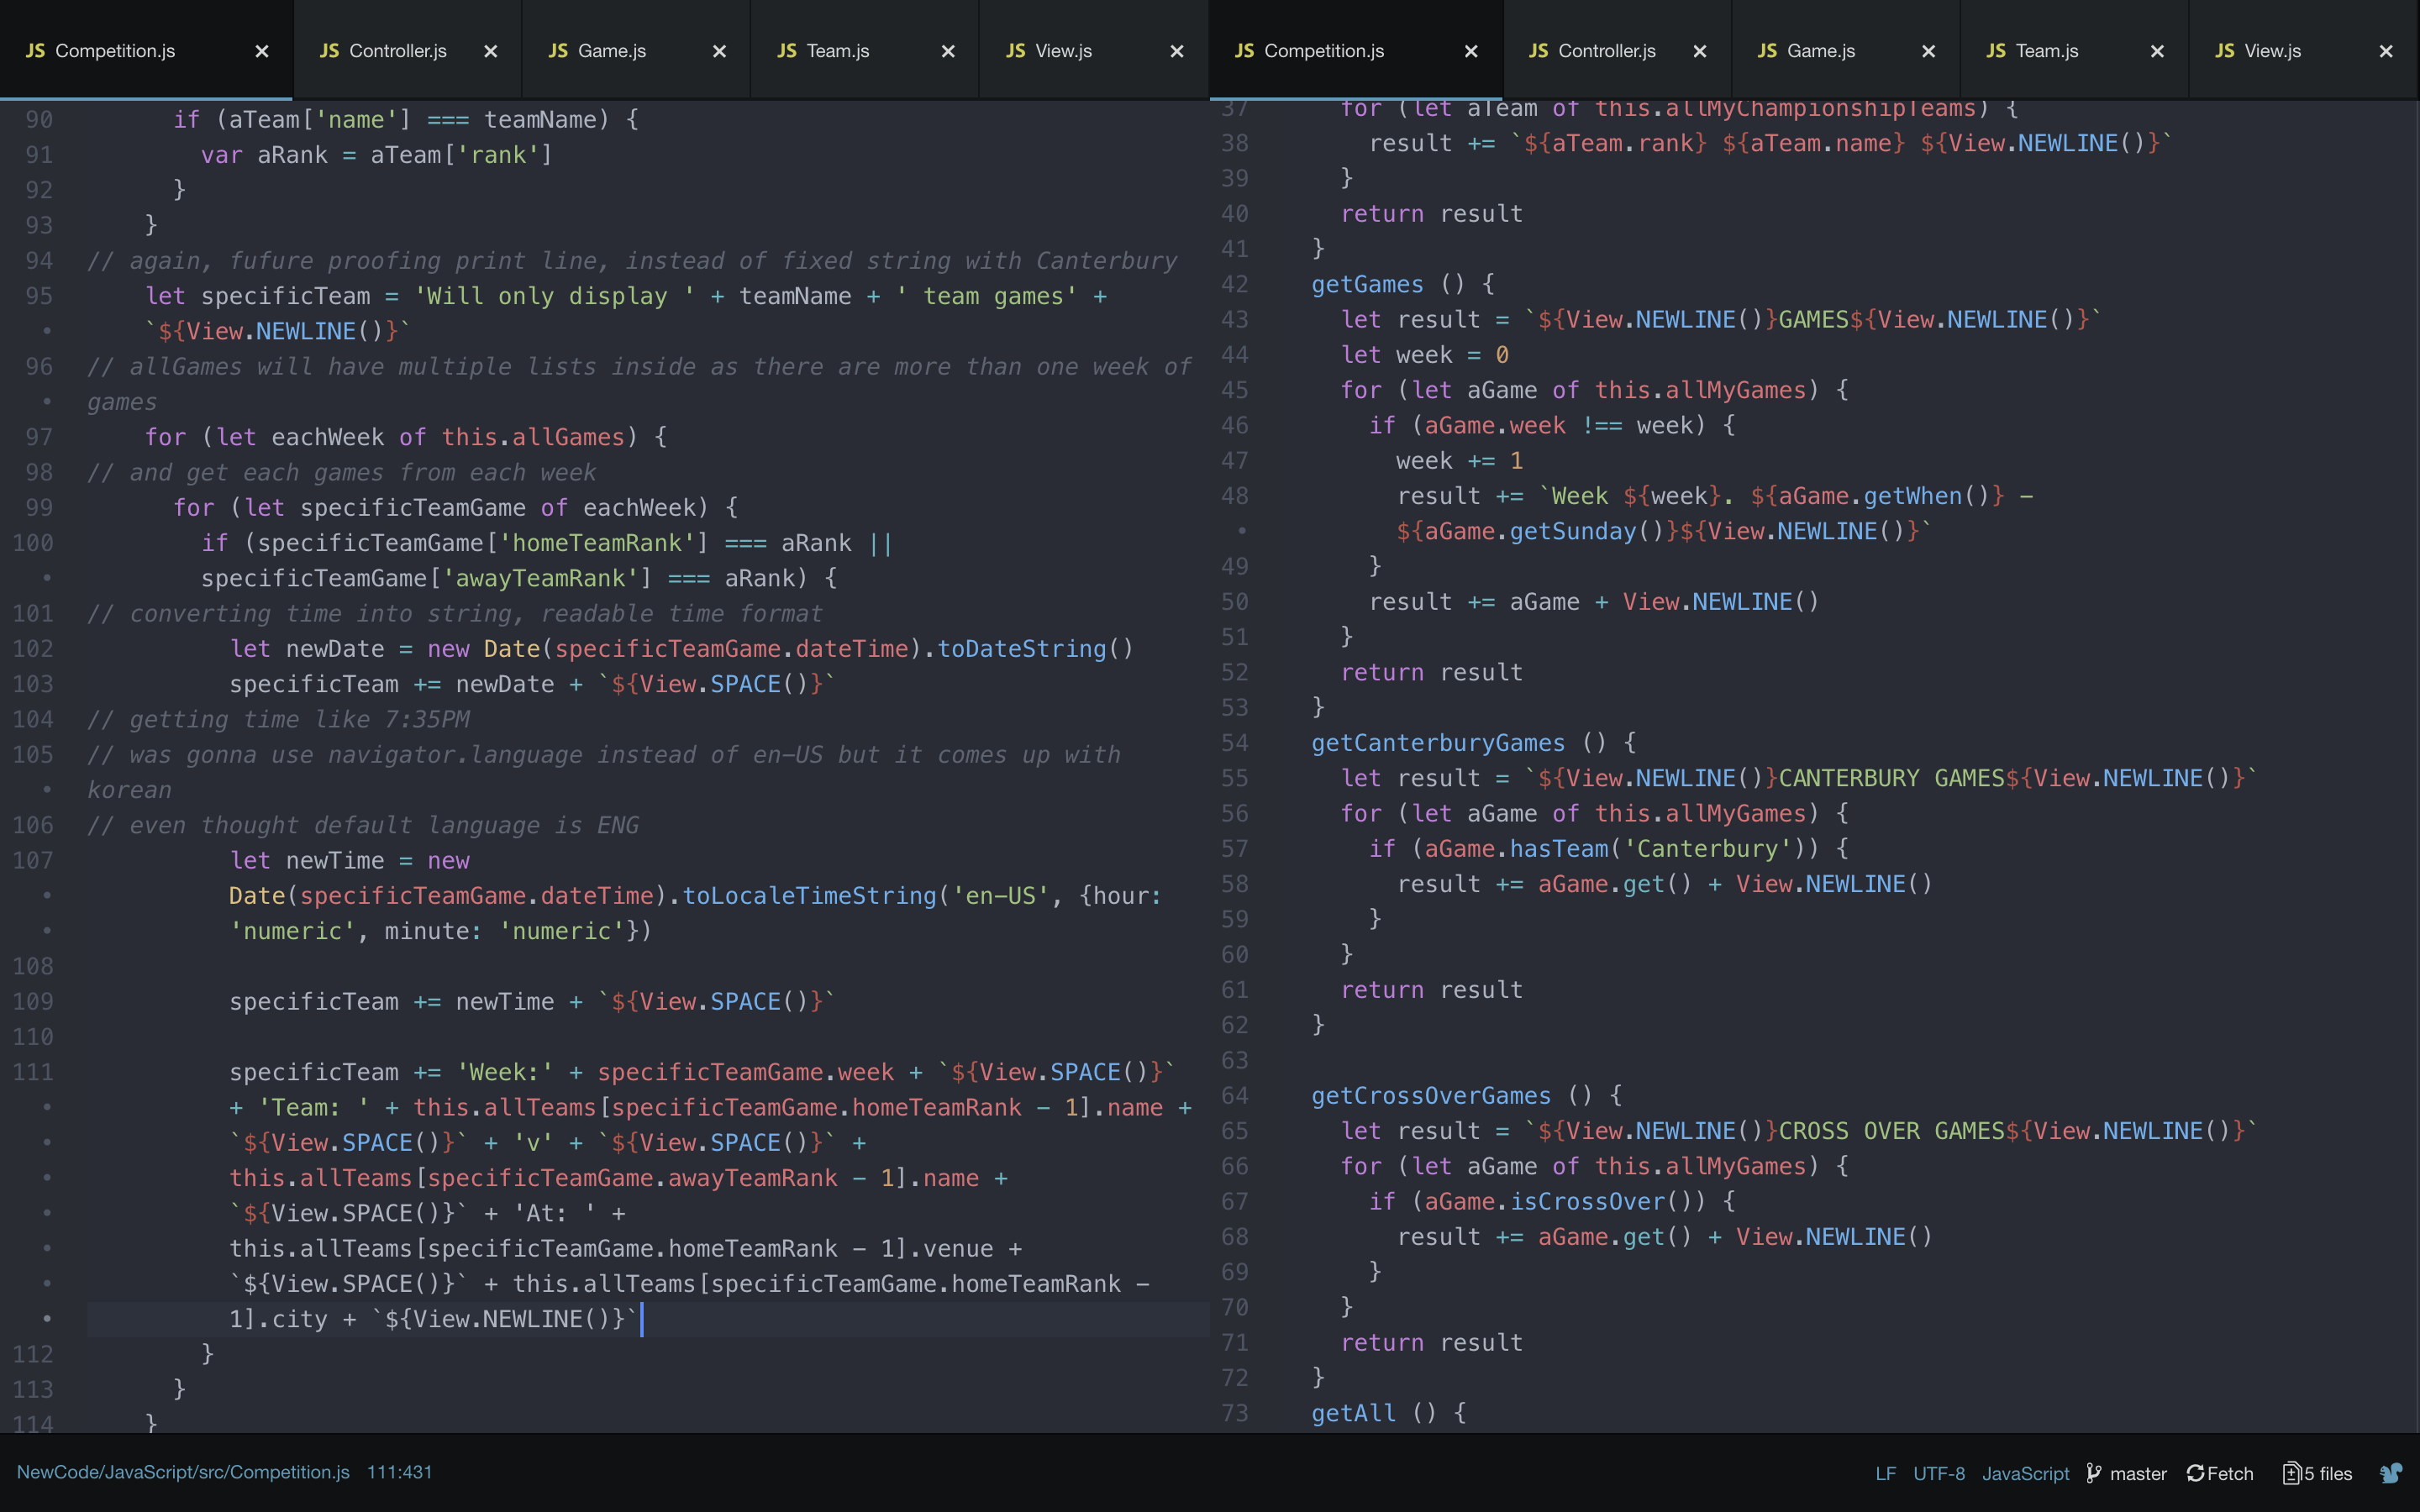 JS Competition.js × JS Controller.js × JS Game.js × JS Team.js × JS View.js × JS Competition.js × JS Controller.js × JS Game.js × JS Team.js × JS View.js ×
90 if (aTeam['name'] === teamName) {
91 var aRank = aTeam['rank']
92 }
93 }
94 // again, fufure proofing print line, instead of fixed string with Canterbury
95 let specificTeam = 'Will only display ' + teamName + ' team games' +
• `${View.NEWLINE()}`
96 // allGames will have multiple lists inside as there are more than one week of
• games
97 for (let eachWeek of this.allGames) {
98 // and get each games from each week
99 for (let specificTeamGame of eachWeek) {
100 if (specificTeamGame['homeTeamRank'] === aRank ||
• specificTeamGame['awayTeamRank'] === aRank) {
101 // converting time into string, readable time format
102 let newDate = new Date(specificTeamGame.dateTime).toDateString()
103 specificTeam += newDate + `${View.SPACE()}`
104 // getting time like 7:35PM
105 // was gonna use navigator.language instead of en-US but it comes up with
• korean
106 // even thought default language is ENG
107 let newTime = new
• Date(specificTeamGame.dateTime).toLocaleTimeString('en-US', {hour:
• 'numeric', minute: 'numeric'})
108
109 specificTeam += newTime + `${View.SPACE()}`
110
111 specificTeam += 'Week:' + specificTeamGame.week + `${View.SPACE()}`
• + 'Team: ' + this.allTeams[specificTeamGame.homeTeamRank - 1].name +
• `${View.SPACE()}` + 'v' + `${View.SPACE()}` +
• this.allTeams[specificTeamGame.awayTeamRank - 1].name +
• `${View.SPACE()}` + 'At: ' +
• this.allTeams[specificTeamGame.homeTeamRank - 1].venue +
• `${View.SPACE()}` + this.allTeams[specificTeamGame.homeTeamRank -
• 1].city + `${View.NEWLINE()}`
112 }
113 }
114 }
37 for (let aTeam of this.allMyChampionshipTeams) {
38 result += `${aTeam.rank} ${aTeam.name} ${View.NEWLINE()}`
39 }
40 return result
41 }
42 getGames () {
43 let result = `${View.NEWLINE()}GAMES${View.NEWLINE()}`
44 let week = 0
45 for (let aGame of this.allMyGames) {
46 if (aGame.week !== week) {
47 week += 1
48 result += `Week ${week}. ${aGame.getWhen()} -
• ${aGame.getSunday()}${View.NEWLINE()}`
49 }
50 result += aGame + View.NEWLINE()
51 }
52 return result
53 }
54 getCanterburyGames () {
55 let result = `${View.NEWLINE()}CANTERBURY GAMES${View.NEWLINE()}`
56 for (let aGame of this.allMyGames) {
57 if (aGame.hasTeam('Canterbury')) {
58 result += aGame.get() + View.NEWLINE()
59 }
60 }
61 return result
62 }
63
64 getCrossOverGames () {
65 let result = `${View.NEWLINE()}CROSS OVER GAMES${View.NEWLINE()}`
66 for (let aGame of this.allMyGames) {
67 if (aGame.isCrossOver()) {
68 result += aGame.get() + View.NEWLINE()
69 }
70 }
71 return result
72 }
73 getAll () {
NewCode/JavaScript/src/Competition.js 111:431 LF UTF-8 JavaScript master Fetch 5 files